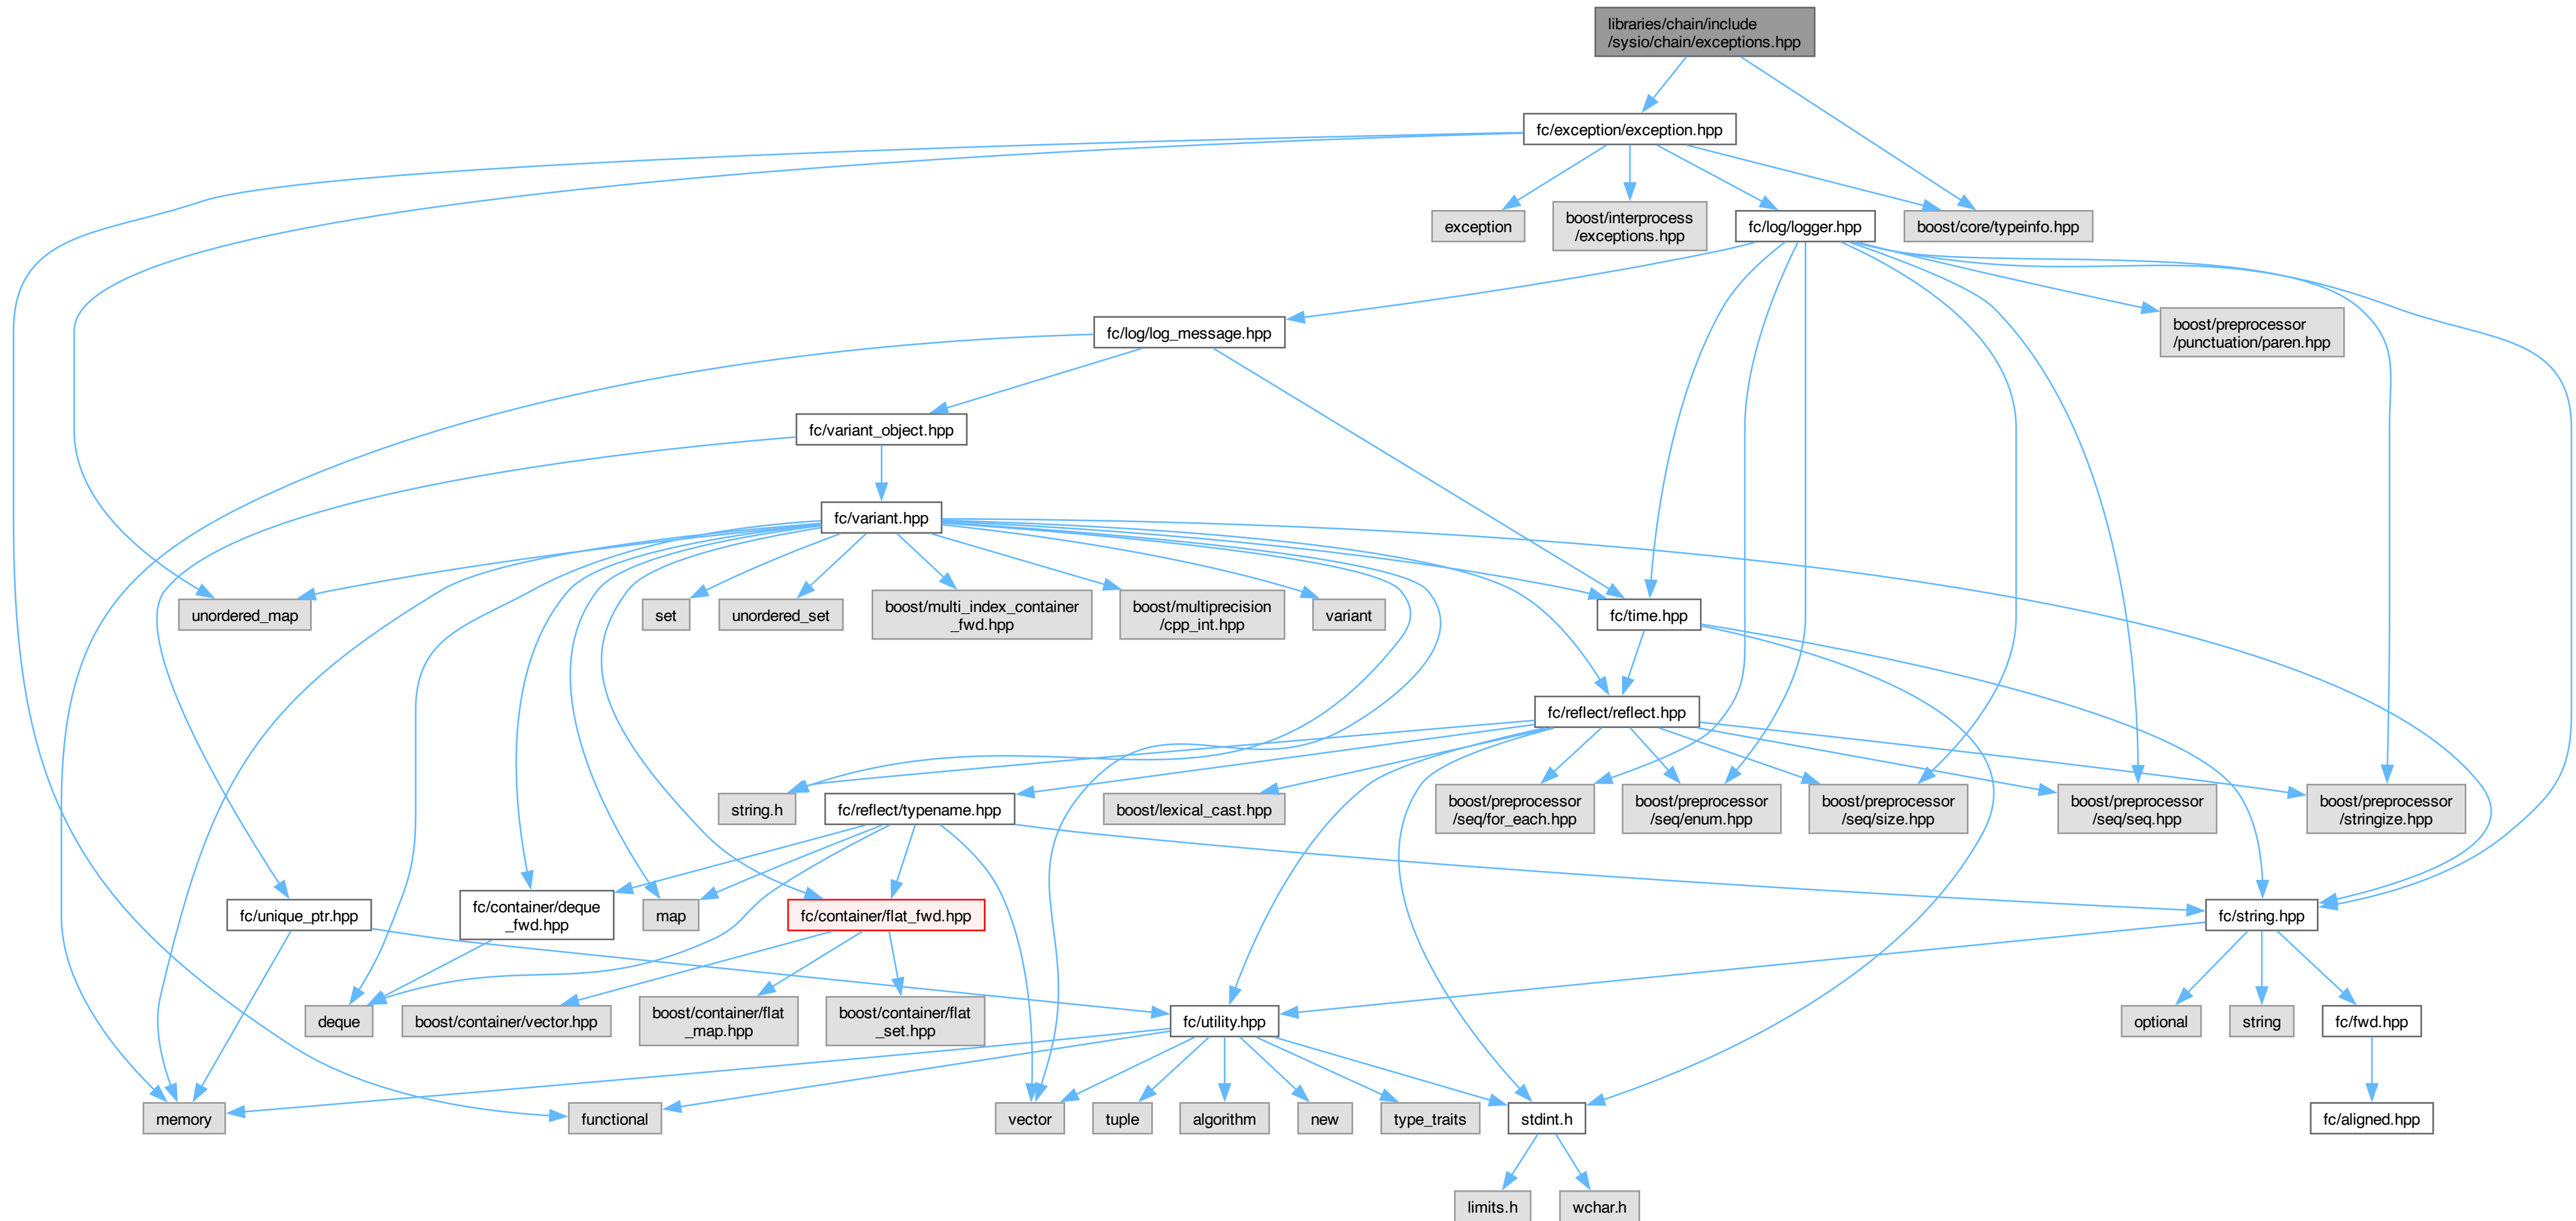 libraries/chain/include
/sysio/chain/exceptions.hpp
fc/exception/exception.hpp
exception
boost/interprocess
/exceptions.hpp
fc/log/logger.hpp
boost/core/typeinfo.hpp
fc/log/log_message.hpp
boost/preprocessor
/punctuation/paren.hpp
fc/variant_object.hpp
fc/variant.hpp
unordered_map
set
unordered_set
boost/multi_index_container
_fwd.hpp
boost/multiprecision
/cpp_int.hpp
variant
fc/time.hpp
fc/reflect/reflect.hpp
string.h
fc/reflect/typename.hpp
boost/lexical_cast.hpp
boost/preprocessor
/seq/for_each.hpp
boost/preprocessor
/seq/enum.hpp
boost/preprocessor
/seq/size.hpp
boost/preprocessor
/seq/seq.hpp
boost/preprocessor
/stringize.hpp
fc/unique_ptr.hpp
fc/container/deque
_fwd.hpp
map
fc/container/flat_fwd.hpp
fc/string.hpp
deque
boost/container/vector.hpp
boost/container/flat
_map.hpp
boost/container/flat
_set.hpp
fc/utility.hpp
optional
string
fc/fwd.hpp
memory
functional
vector
tuple
algorithm
new
type_traits
stdint.h
fc/aligned.hpp
limits.h
wchar.h